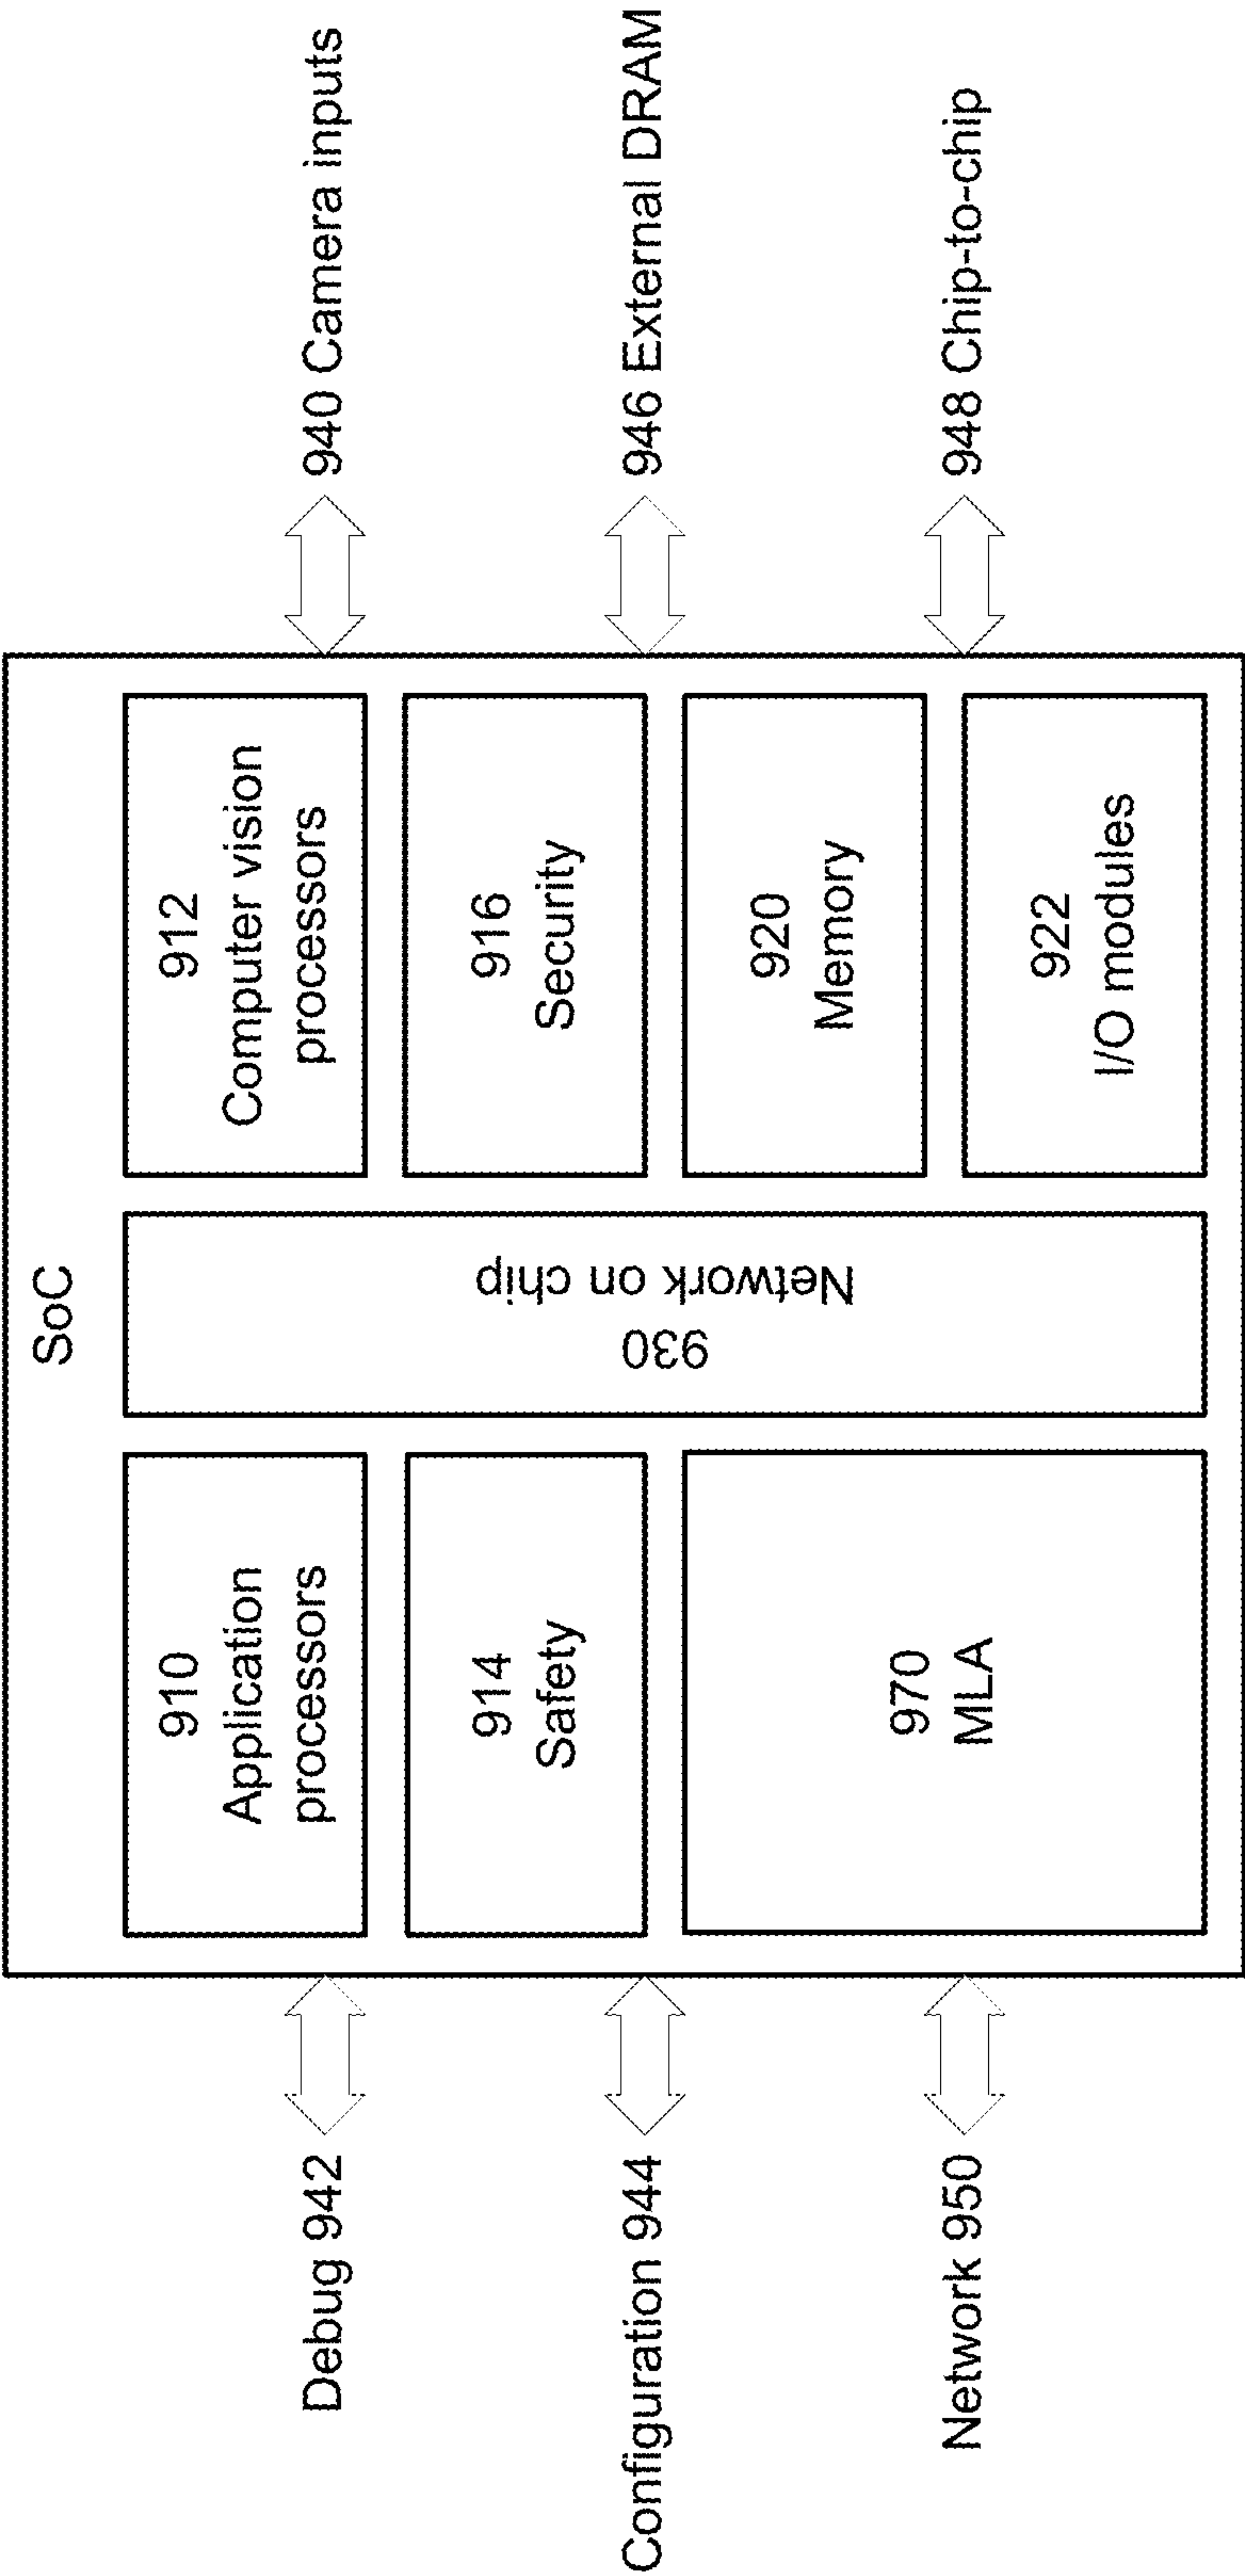 SoC
Debug 942
Configuration 944
Network 950
910
Application
processors
914
Safety
970
MLA
930
Network on chip
912
Computer vision
processors
916
Security
920
Memory
922
I/O modules
940 Camera inputs
946 External DRAM
948 Chip-to-chip